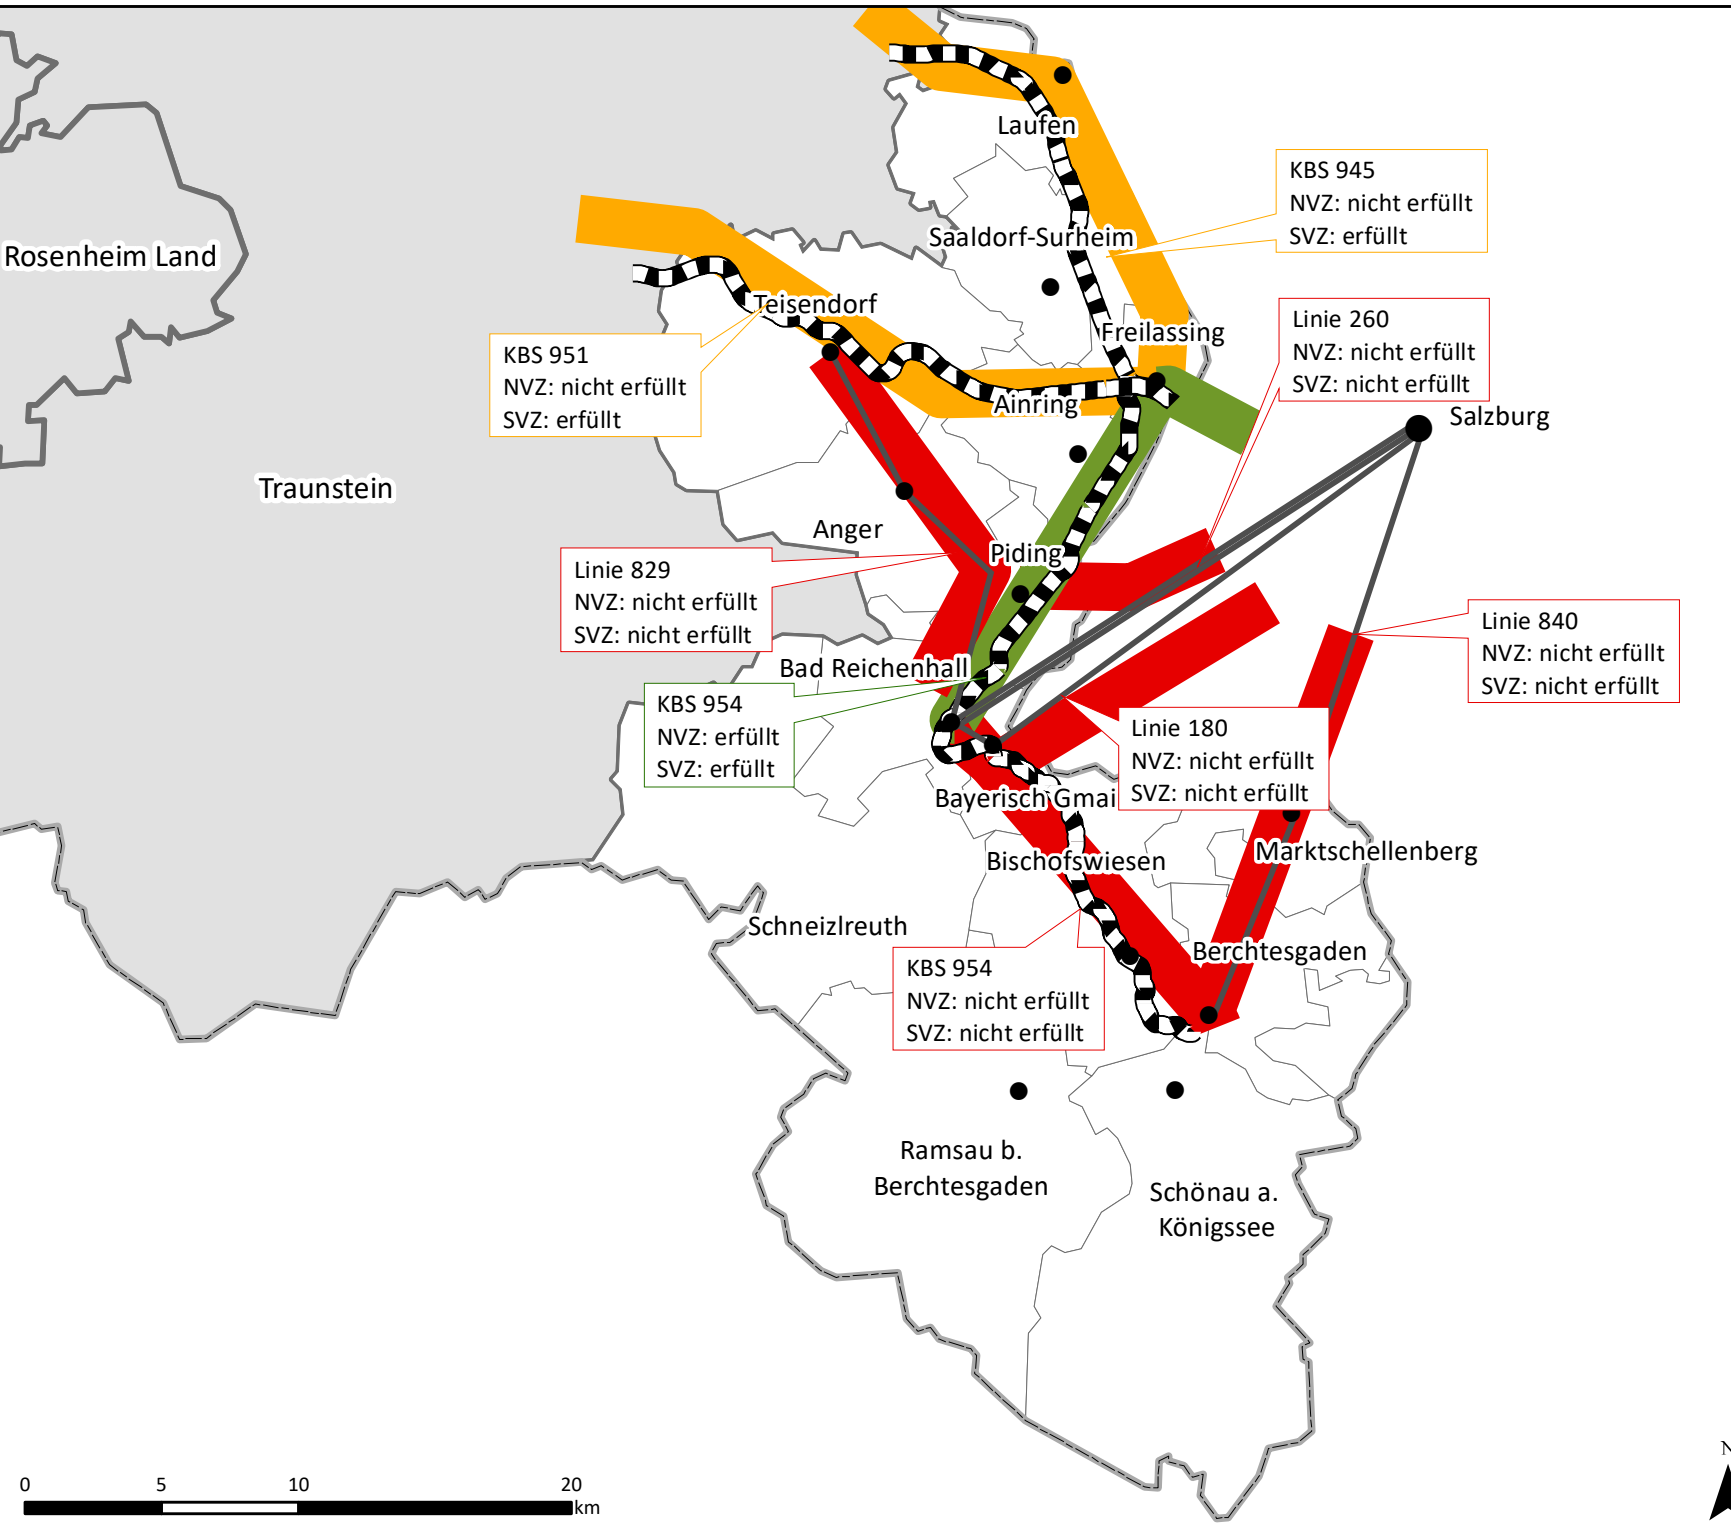 Laufen
KBS 945
NVZ: nicht erfüllt
SVZ: erfüllt
Saaldorf-Surheim
Rosenheim Land
Teisendorf
Freilassing
Linie 260
NVZ: nicht erfüllt
SVZ: nicht erfüllt
KBS 951
NVZ: nicht erfüllt
SVZ: erfüllt
Ainring
Salzburg
Traunstein
Anger
Piding
Linie 829
NVZ: nicht erfüllt
SVZ: nicht erfüllt
Linie 840
NVZ: nicht erfüllt
SVZ: nicht erfüllt
Bad Reichenhall
KBS 954
NVZ: erfüllt
SVZ: erfüllt
Linie 180
NVZ: nicht erfüllt
SVZ: nicht erfüllt
Bayerisch Gmai
Bischofswiesen
Marktschellenberg
Schneizlreuth
Berchtesgaden
KBS 954
NVZ: nicht erfüllt
SVZ: nicht erfüllt
Ramsau b.
Berchtesgaden
Schönau a.
Königssee
0 5 10 20
km
N